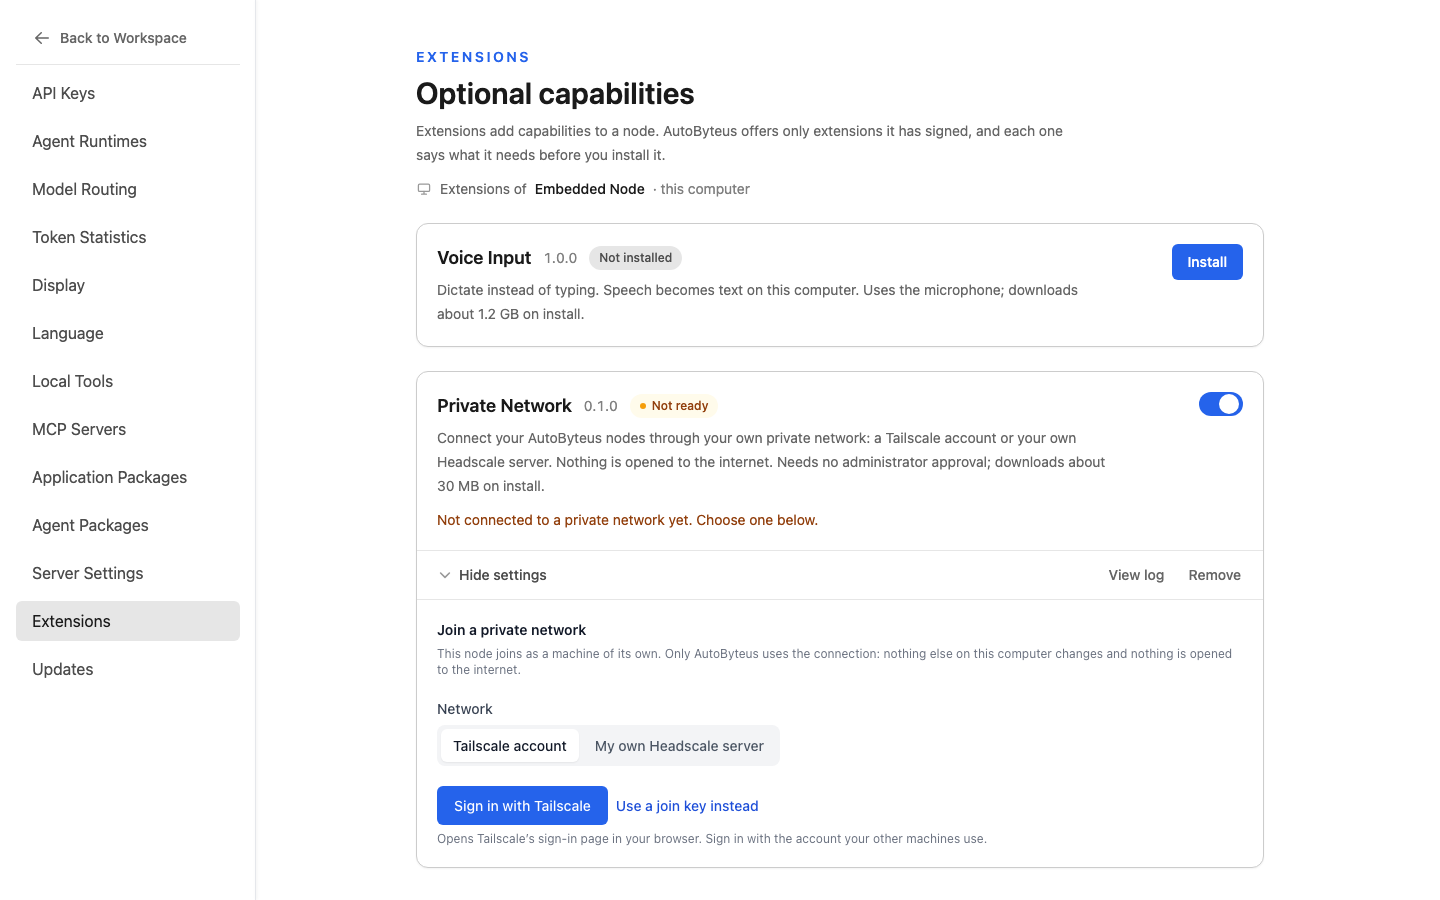 Back to Workspace
API Keys
Agent Runtimes
Model Routing
Token Statistics
Display
Language
Local Tools
MCP Servers
Application Packages
Agent Packages
Server Settings
Extensions
Updates
EXTENSIONS
Optional capabilities
Extensions add capabilities to a node. AutoByteus offers only extensions it has signed, and each one
says what it needs before you install it.
Extensions of Embedded Node · this computer
Voice Input 1.0.0 Not installed
Install
Dictate instead of typing. Speech becomes text on this computer. Uses the microphone; downloads
about 1.2 GB on install.
Private Network 0.1.0 Not ready
Connect your AutoByteus nodes through your own private network: a Tailscale account or your own
Headscale server. Nothing is opened to the internet. Needs no administrator approval; downloads about
30 MB on install.
Not connected to a private network yet. Choose one below.
Hide settings View log Remove
Join a private network
This node joins as a machine of its own. Only AutoByteus uses the connection: nothing else on this computer changes and nothing is opened
to the internet.
Network
Tailscale account My own Headscale server
Sign in with Tailscale Use a join key instead
Opens Tailscale's sign-in page in your browser. Sign in with the account your other machines use.